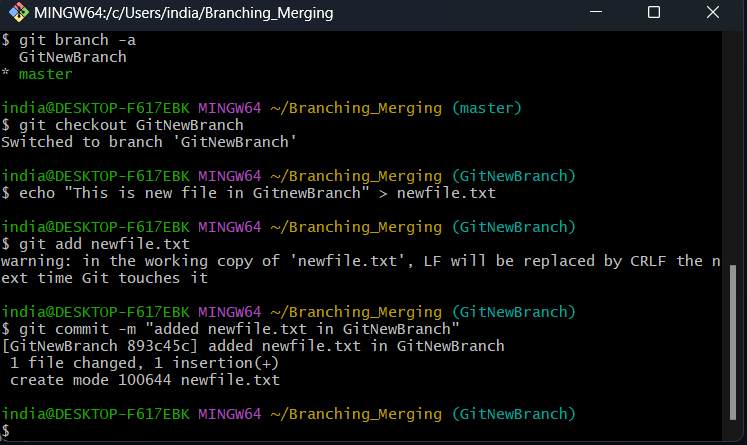 MINGW64:/c/Users/india/Branching_Merging
$ git branch -a
  GitNewBranch
* master
india@DESKTOP-F617EBK MINGW64 ~/Branching_Merging (master)
$ git checkout GitNewBranch
Switched to branch 'GitNewBranch'
india@DESKTOP-F617EBK MINGW64 ~/Branching_Merging (GitNewBranch)
$ echo "This is new file in GitnewBranch" > newfile.txt
india@DESKTOP-F617EBK MINGW64 ~/Branching_Merging (GitNewBranch)
$ git add newfile.txt
warning: in the working copy of 'newfile.txt', LF will be replaced by CRLF the n
ext time Git touches it
india@DESKTOP-F617EBK MINGW64 ~/Branching_Merging (GitNewBranch)
$ git commit -m "added newfile.txt in GitNewBranch"
[GitNewBranch 893c45c] added newfile.txt in GitNewBranch
 1 file changed, 1 insertion(+)
 create mode 100644 newfile.txt
india@DESKTOP-F617EBK MINGW64 ~/Branching_Merging (GitNewBranch)
$